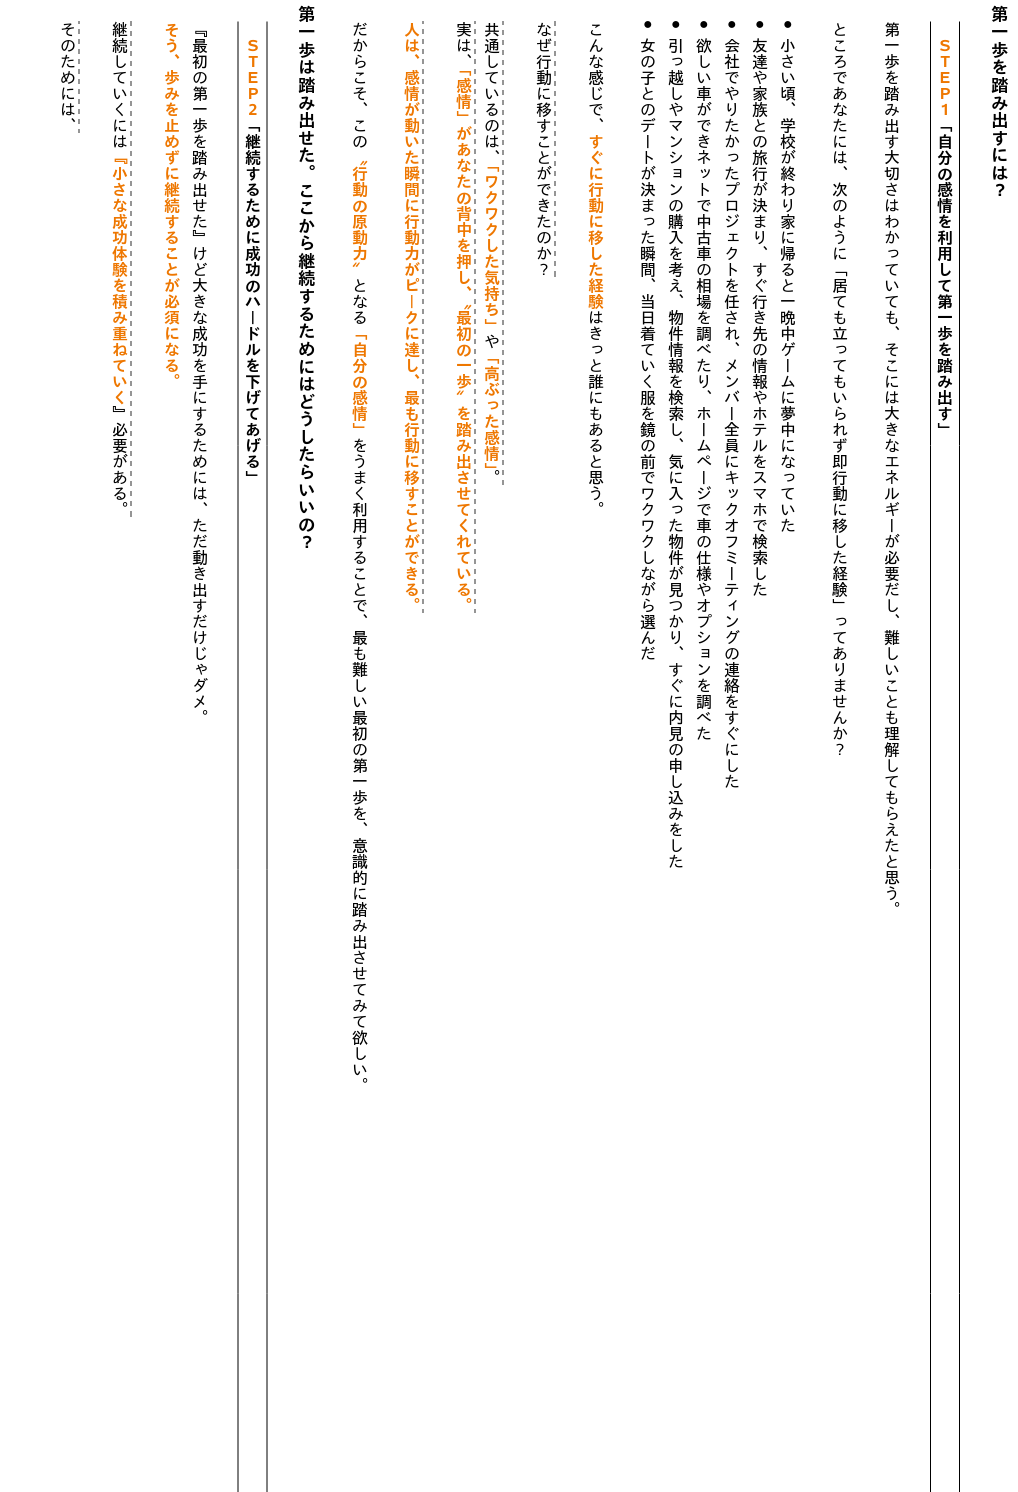 第一歩を踏み出すには？
STEP1「自分の感情を利用して第一歩を踏み出す」
第一歩を踏み出す大切さはわかっていても、そこには大きなエネルギーが必要だし、難しいことも理解してもらえたと思う。
ところであなたには、次のように「居ても立ってもいられず即行動に移した経験」ってありませんか？
● 小さい頃、学校が終わり家に帰ると一晩中ゲームに夢中になっていた
● 友達や家族との旅行が決まり、すぐ行き先の情報やホテルをスマホで検索した
● 会社でやりたかったプロジェクトを任され、メンバー全員にキックオフミーティングの連絡をすぐにした
● 欲しい車ができネットで中古車の相場を調べたり、ホームページで車の仕様やオプションを調べた
● 引っ越しやマンションの購入を考え、物件情報を検索し、気に入った物件が見つかり、すぐに内見の申し込みをした
● 女の子とのデートが決まった瞬間、当日着ていく服を鏡の前でワクワクしながら選んだ
こんな感じで、すぐに行動に移した経験はきっと誰にもあると思う。
なぜ行動に移すことができたのか？
共通しているのは、「ワクワクした気持ち」や「高ぶった感情」。
実は、「感情」があなたの背中を押し、〝最初の一歩〟を踏み出させてくれている。
人は、感情が動いた瞬間に行動力がピークに達し、最も行動に移すことができる。
だからこそ、この〝行動の原動力〟となる「自分の感情」をうまく利用することで、最も難しい最初の第一歩を、意識的に踏み出させてみて欲しい。
第一歩は踏み出せた。ここから継続するためにはどうしたらいいの？
STEP2「継続するために成功のハードルを下げてあげる」
『最初の第一歩を踏み出せた』けど大きな成功を手にするためには、ただ動き出すだけじゃダメ。
そう、歩みを止めずに継続することが必須になる。
継続していくには『小さな成功体験を積み重ねていく』必要がある。
そのためには、